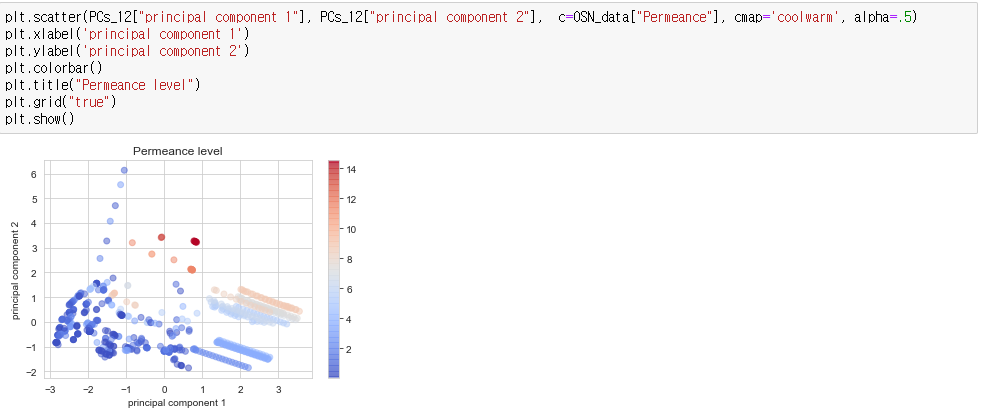 plt.scatter(PCs_12["principal component 1"], PCs_12["principal component 2"],  c=OSN_data["Permeance"], cmap='coolwarm', alpha=.5)
plt.xlabel('principal component 1')
plt.ylabel('principal component 2')
plt.colorbar()
plt.title("Permeance level")
plt.grid("true")
plt.show()
Permeance level
principal component 2
6
5
4
3
2
1
0
−1
−2
−3 −2 −1 0 1 2 3
principal component 1
14
12
10
8
6
4
2